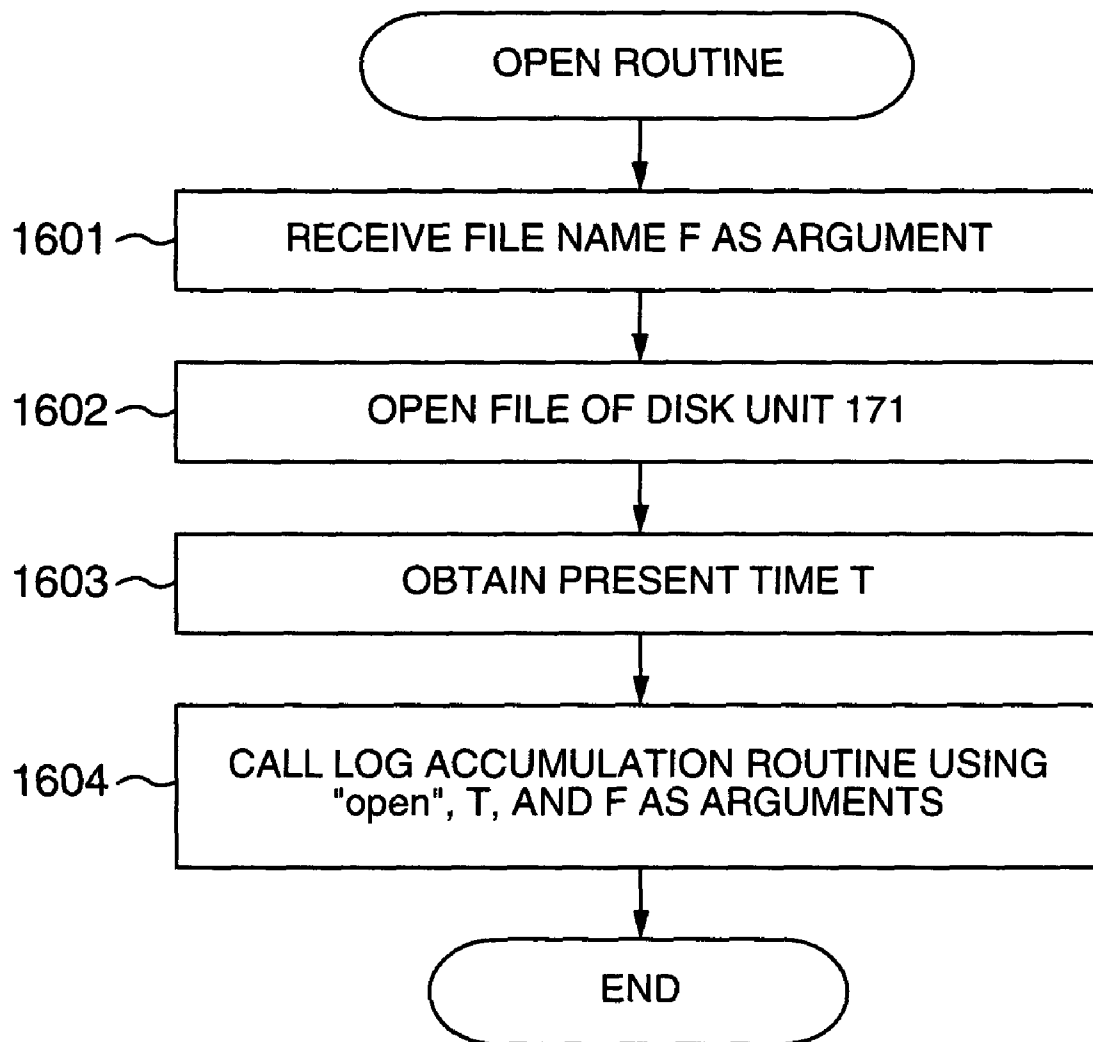 OPEN ROUTINE
1601
RECEIVE FILE NAME F AS ARGUMENT
1602
OPEN FILE OF DISK UNIT 171
1603
OBTAIN PRESENT TIME T
1604
CALL LOG ACCUMULATION ROUTINE USING
"open", T, AND F AS ARGUMENTS
END